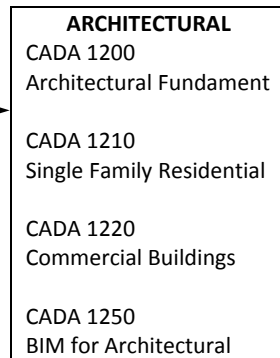 ARCHITECTURAL
CADA 1200
Architectural Fundament
CADA 1210
Single Family Residential
CADA 1220
Commercial Buildings
CADA 1250
BIM for Architectural